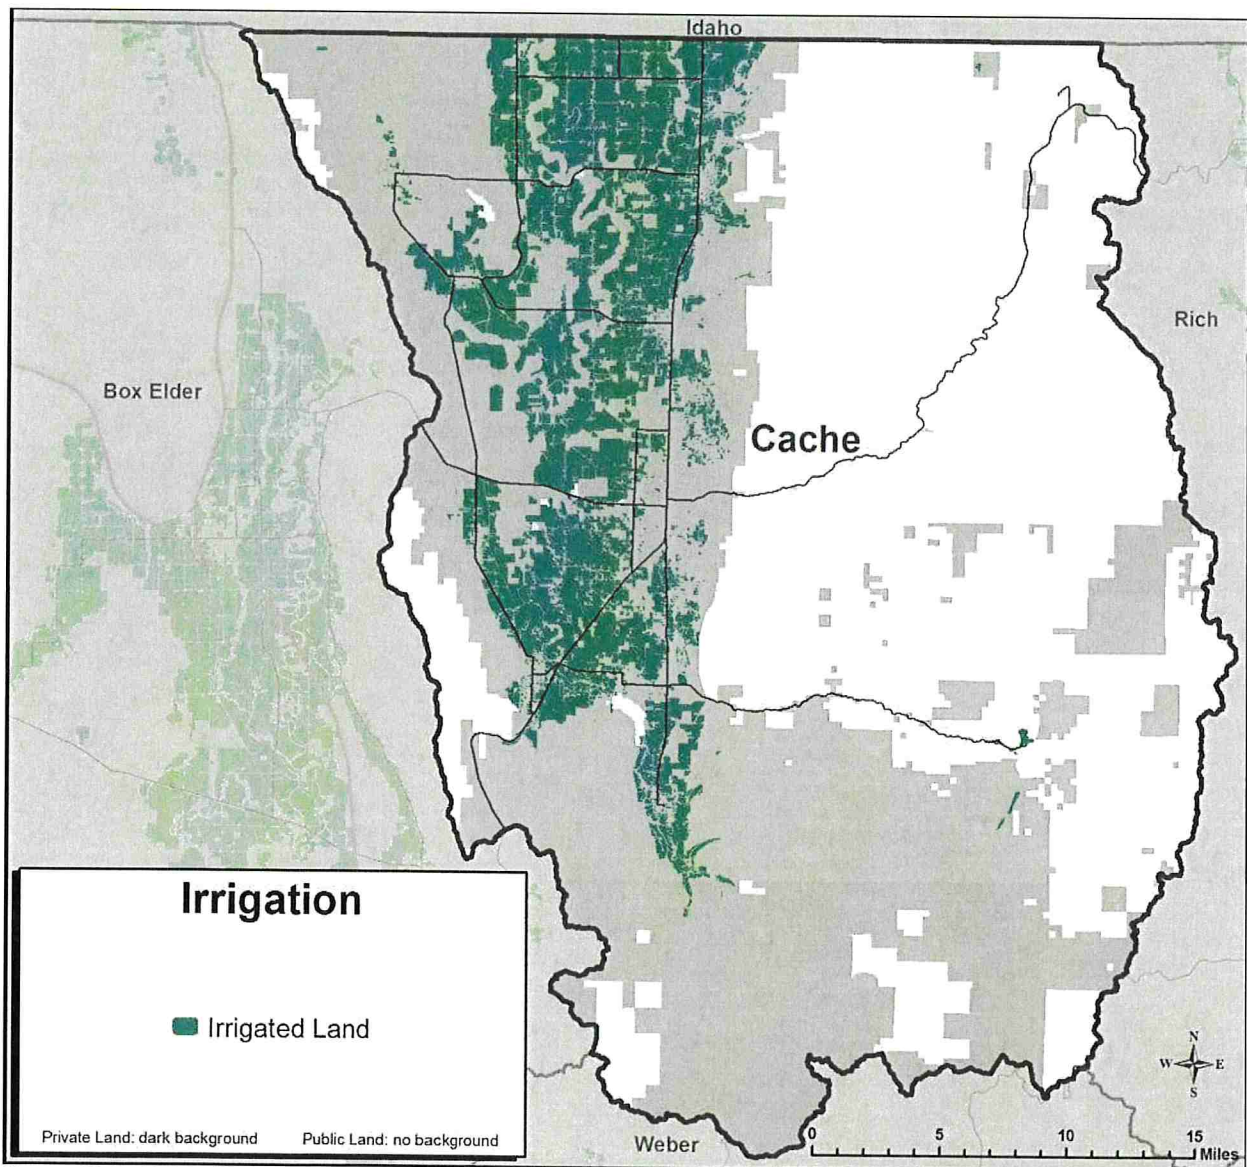 Idaho
Rich
Box Elder
Cache
Irrigation
Irrigated Land
Private Land: dark background Public Land: no background
Weber
N
W E
S
0 5 10 15
Miles